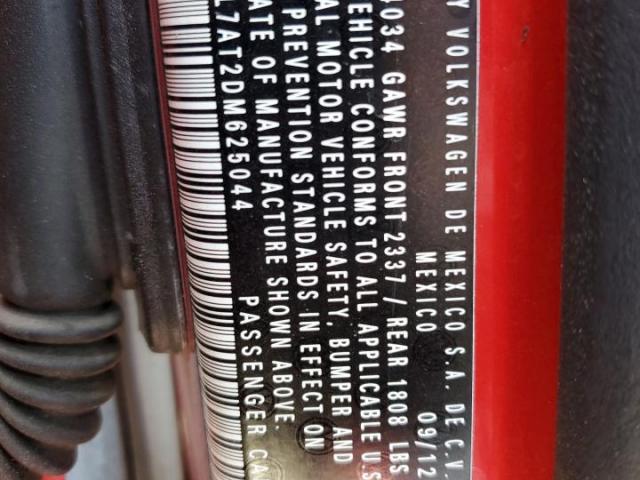 Y VOLKSWAGEN DE MEXICO S.A. DE C.V.
MEXICO 09/12
4034 GAWR FRONT 2337 / REAR 1808 LBS
EHICLE CONFORMS TO ALL APPLICABLE U.S
AL MOTOR VEHICLE SAFETY, BUMPER AND
PREVENTION STANDARDS IN EFFECT ON
ATE OF MANUFACTURE SHOWN ABOVE.
L7AT2DM625044 PASSENGER CA